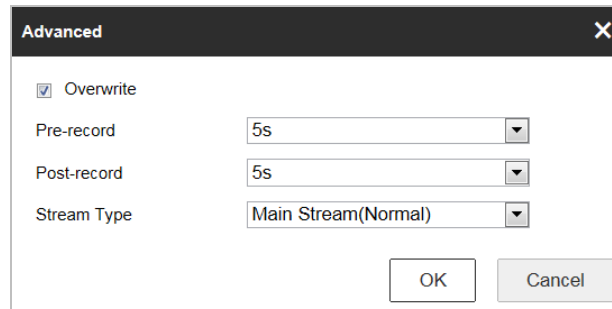 Advanced
Overwrite
Pre-record 5s
Post-record 5s
Stream Type Main Stream(Normal)
OK Cancel